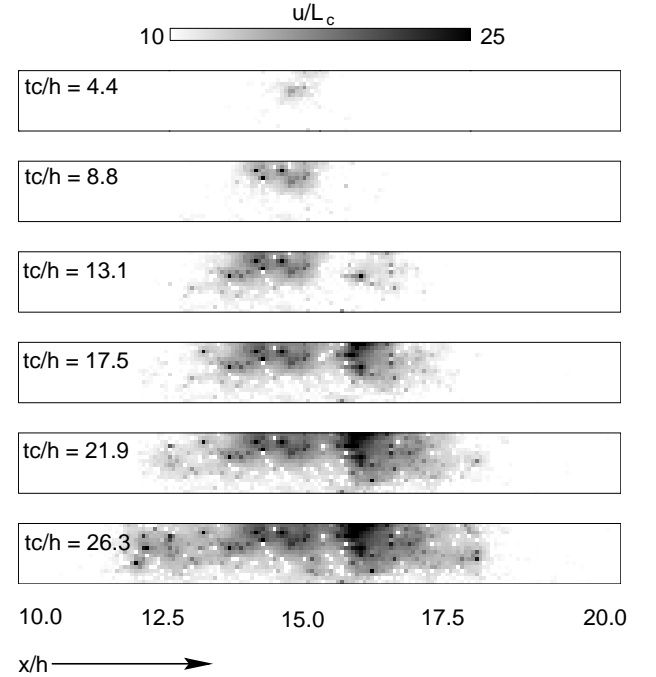 u/Lc
10 25
tc/h = 4.4
tc/h = 8.8
tc/h = 13.1
tc/h = 17.5
tc/h = 21.9
tc/h = 26.3
10.0 12.5 15.0 17.5 20.0
x/h